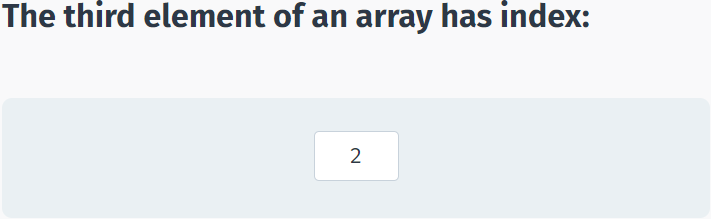 The third element of an array has index:
2